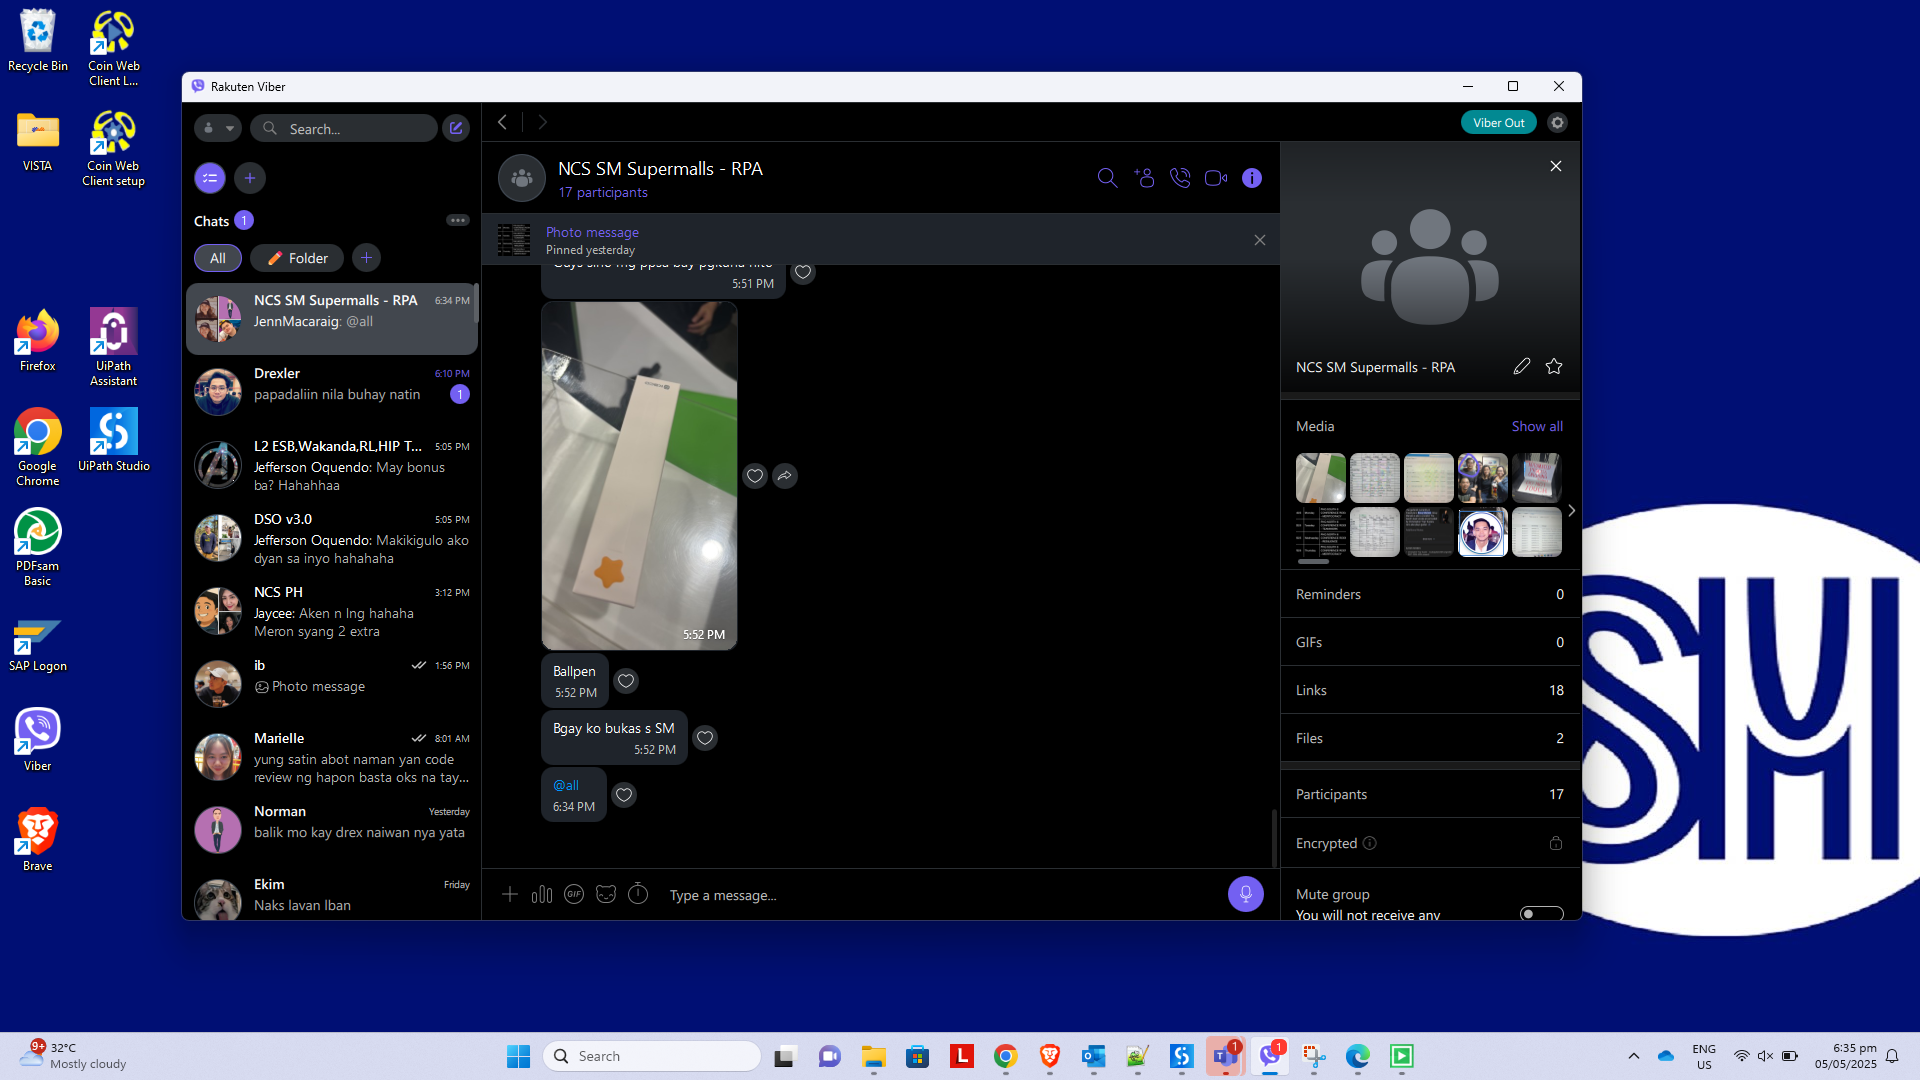 Recycle Bin
Coin Web
Client L...
VISTA
Coin Web
Client setup
Firefox
UiPath
Assistant
Google
Chrome
UiPath Studio
PDFsam
Basic
SAP Logon
Viber
Brave
Rakuten Viber
Search...
Chats 1
All
Folder
NCS SM Supermalls - RPA 6:34 PM
JennMacaraig: @all
Drexler 6:10 PM
papadaliin nila buhay natin 1
L2 ESB,Wakanda,RL,HIP T... 5:05 PM
Jefferson Oquendo: May bonus
ba? Hahahhaa
DSO v3.0 5:05 PM
Jefferson Oquendo: Makikigulo ako
dyan sa inyo hahahaha
NCS PH 3:12 PM
Jaycee: Aken n lng hahaha
Meron syang 2 extra
ib 1:56 PM
Photo message
Marielle 8:01 AM
yung satin abot naman yan code
review ng hapon basta oks na tay...
Norman Yesterday
balik mo kay drex naiwan nya yata
Ekim Friday
Naks lavan Iban
Viber Out
NCS SM Supermalls - RPA
17 participants
Photo message
Pinned yesterday
5:51 PM
5:52 PM
Ballpen
5:52 PM
Bgay ko bukas s SM
5:52 PM
@all
6:34 PM
GIF
Type a message...
NCS SM Supermalls - RPA
Media Show all
Reminders 0
GIFs 0
Links 18
Files 2
Participants 17
Encrypted
Mute group
You will not receive any
SM
9+
32°C
Mostly cloudy
Search
L
1
1
ENG
US
6:35 pm
05/05/2025